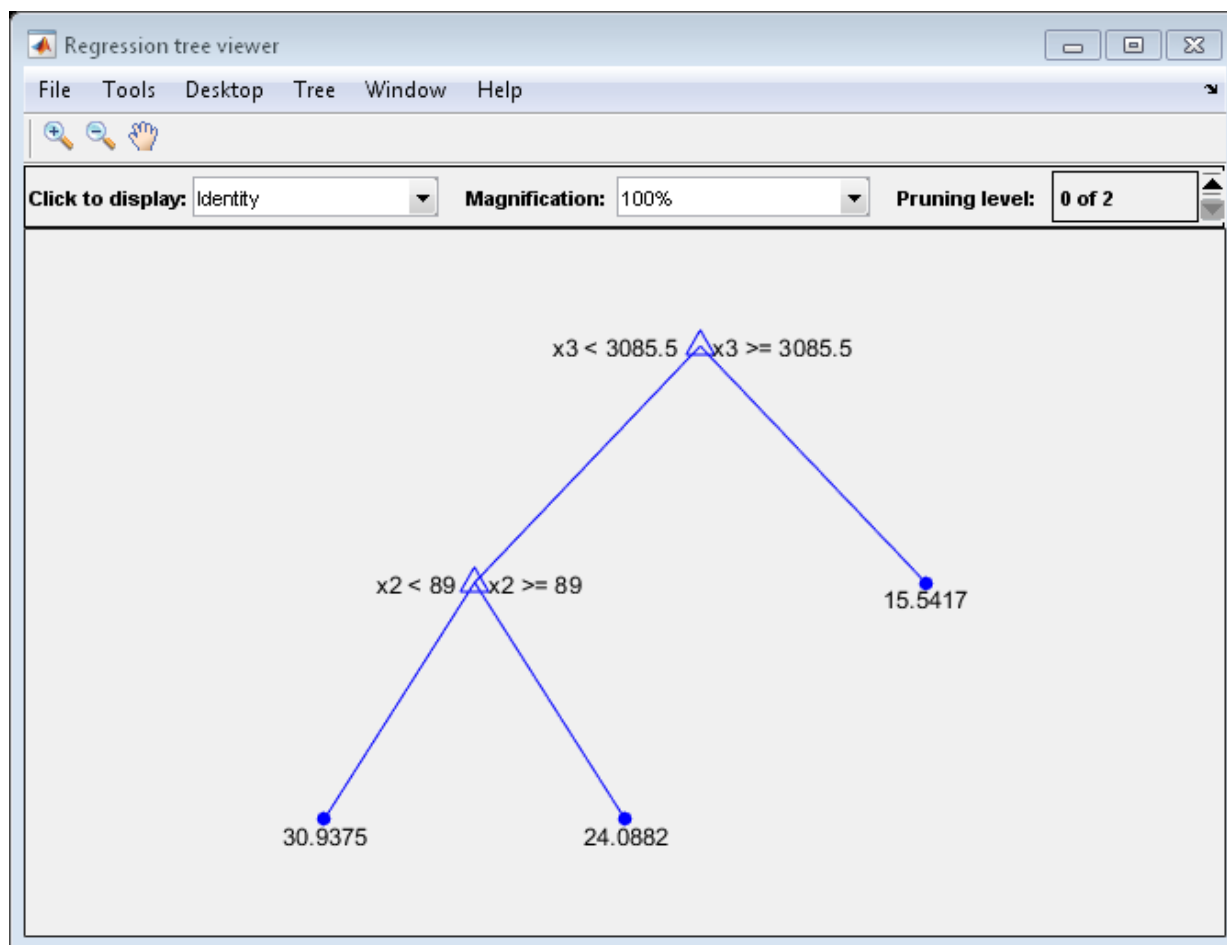 Regression tree viewer
File Tools Desktop Tree Window Help
Click to display: Identity Magnification: 100% Pruning level: 0 of 2
x3 < 3085.5 x3 >= 3085.5
x2 < 89 x2 >= 89
15.5417
30.9375 24.0882